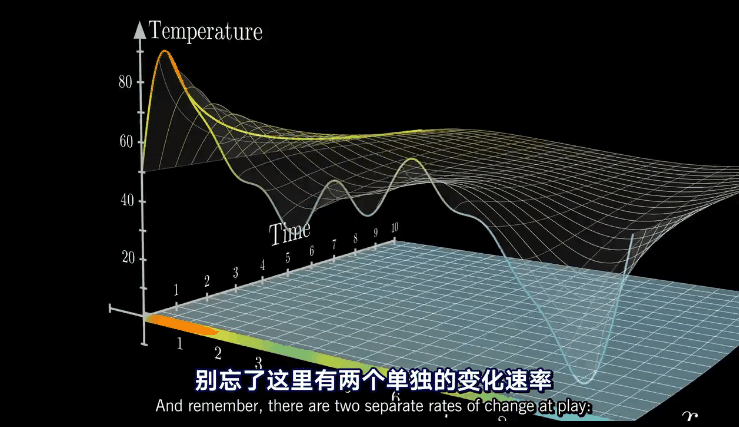 Temperature
80
60
40
20
Time
1 2 3 4 5 6 7 8 9 10
1 2 3
6
x
别忘了这里有两个单独的变化速率
And remember, there are two separate rates of change at play: